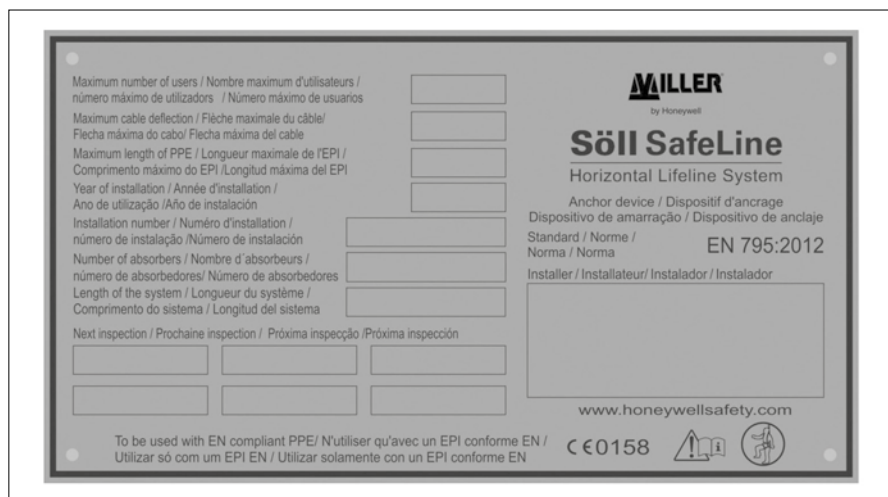 Maximum number of users / Nombre maximum d'utilisateurs /
número máximo de utilizadors / Número máximo de usuarios
Maximum cable deflection / Flèche maximale du câble/
Flecha máxima do cabo/ Flecha máxima del cable
Maximum length of PPE / Longueur maximale de l'EPI /
Comprimento máximo do EPI /Longitud máxima del EPI
Year of installation / Année d'installation /
Ano de utilização /Año de instalación
Installation number / Numéro d'installation /
número de instalação /Número de instalación
Number of absorbers / Nombre d´absorbeurs /
número de absorbedores/ Número de absorbedores
Length of the system / Longueur du système /
Comprimento do sistema / Longitud del sistema
Next inspection / Prochaine inspection / Próxima inspecção /Próxima inspección
To be used with EN compliant PPE/ N'utiliser qu'avec un EPI conforme EN /
Utilizar só com um EPI EN / Utilizar solamente con un EPI conforme EN
MILLER
by Honeywell
Söll SafeLine
Horizontal Lifeline System
Anchor device / Dispositif d'ancrage
Dispositivo de amarração / Dispositivo de anclaje
Standard / Norme /
Norma / Norma
EN 795:2012
Installer / Installateur/ Instalador / Instalador
www.honeywellsafety.com
CE0158
i